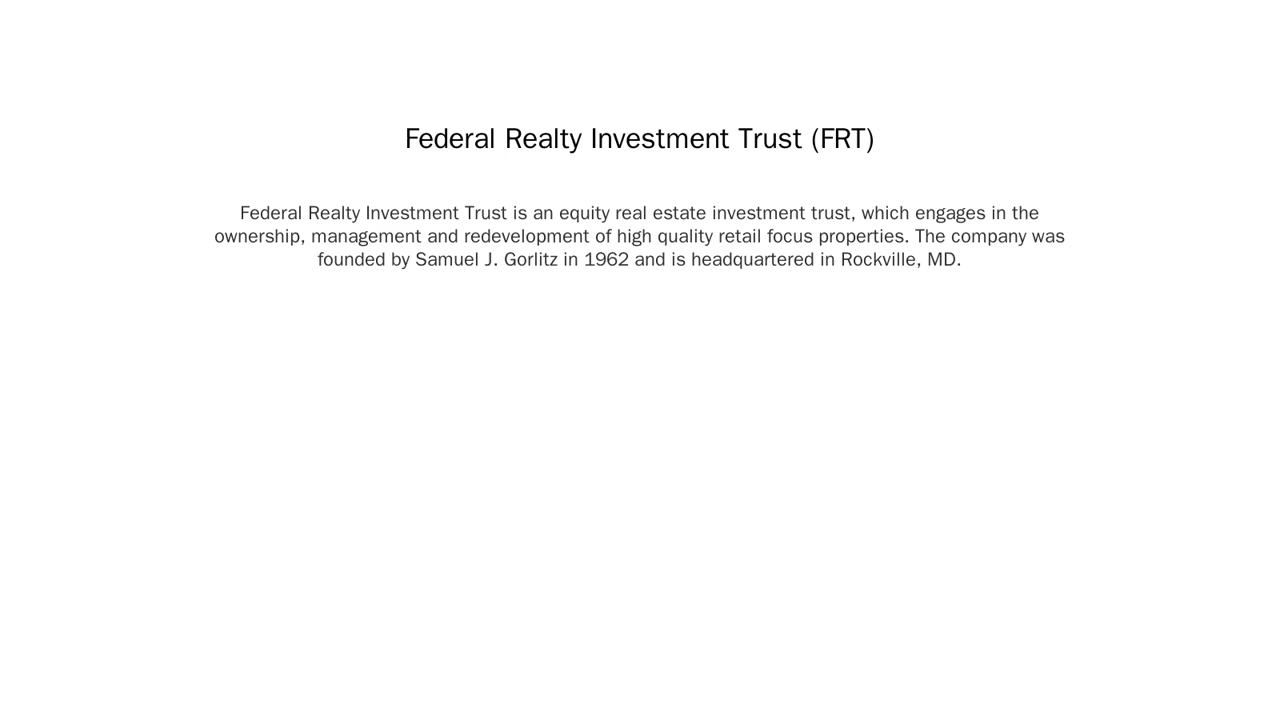 Federal Realty Investment Trust (FRT)
Federal Realty Investment Trust is an equity real estate investment trust, which engages in the
ownership, management and redevelopment of high quality retail focus properties. The company was
founded by Samuel J. Gorlitz in 1962 and is headquartered in Rockville, MD.